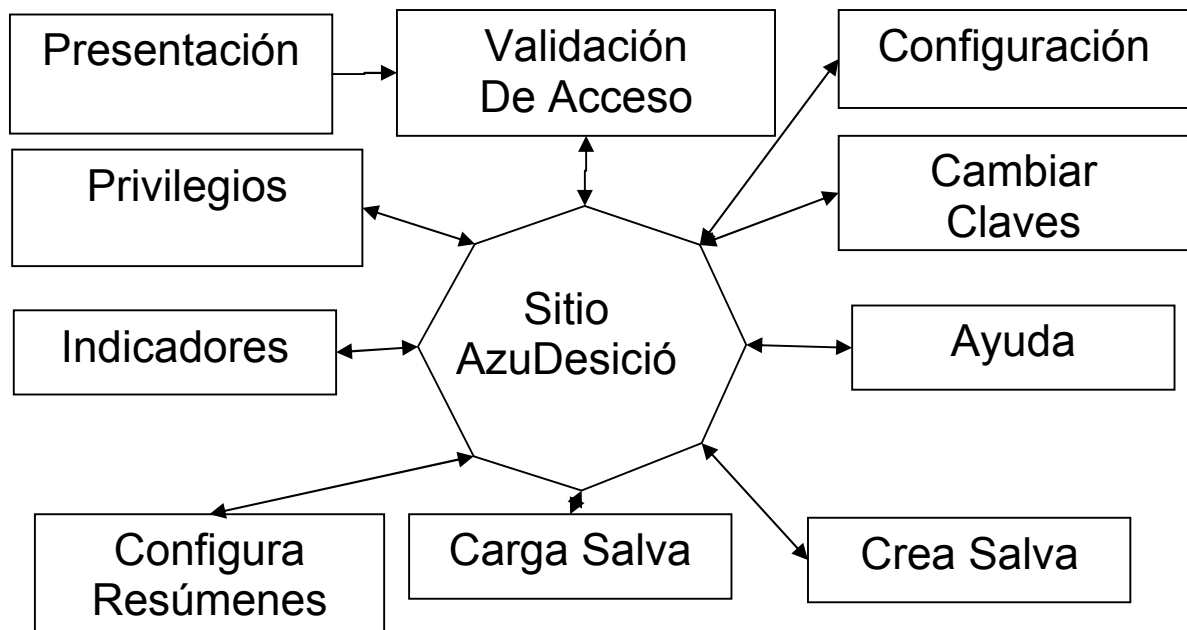 Presentación
Validación
De Acceso
Configuración
Privilegios
Cambiar
Claves
Sitio
AzuDesició
Indicadores
Ayuda
Configura
Resúmenes
Carga Salva
Crea Salva